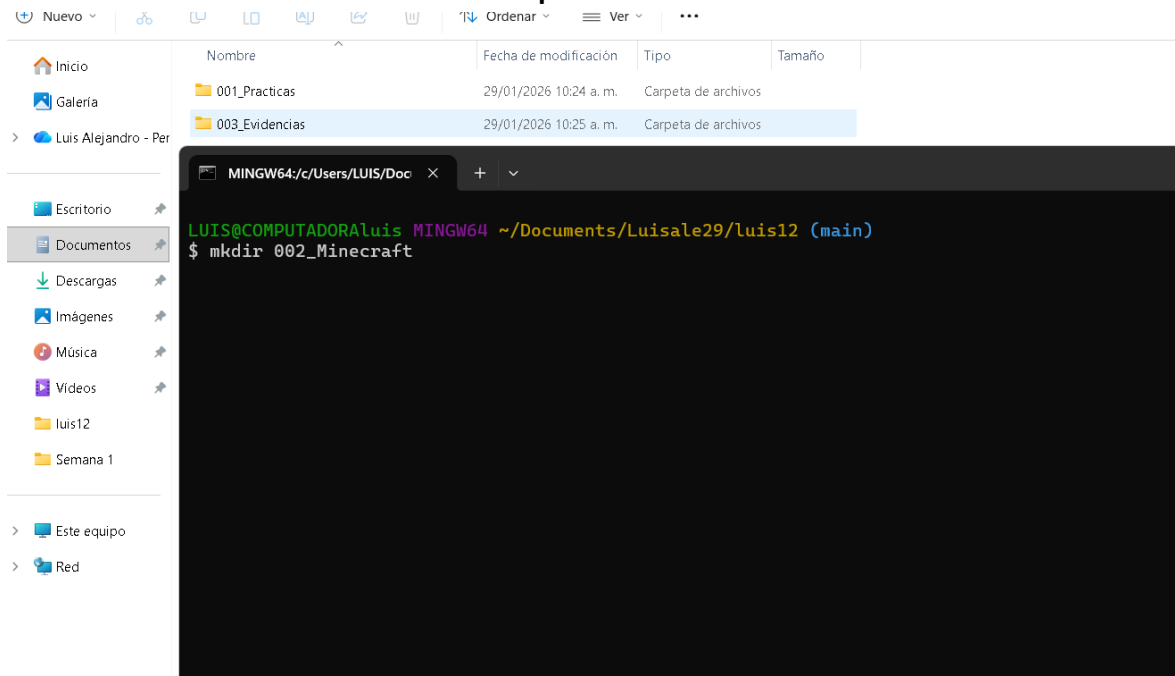 Nuevo
Ordenar
Ver
Inicio
Galería
Luis Alejandro - Per
Escritorio
Documentos
Descargas
Imágenes
Música
Vídeos
luis12
Semana 1
Este equipo
Red
Nombre Fecha de modificación Tipo Tamaño
001_Practicas 29/01/2026 10:24 a. m. Carpeta de archivos
003_Evidencias 29/01/2026 10:25 a. m. Carpeta de archivos
MINGW64:/c/Users/LUIS/Doc
LUIS@COMPUTADORAluis MINGW64 ~/Documents/Luisale29/luis12 (main)
$ mkdir 002_Minecraft